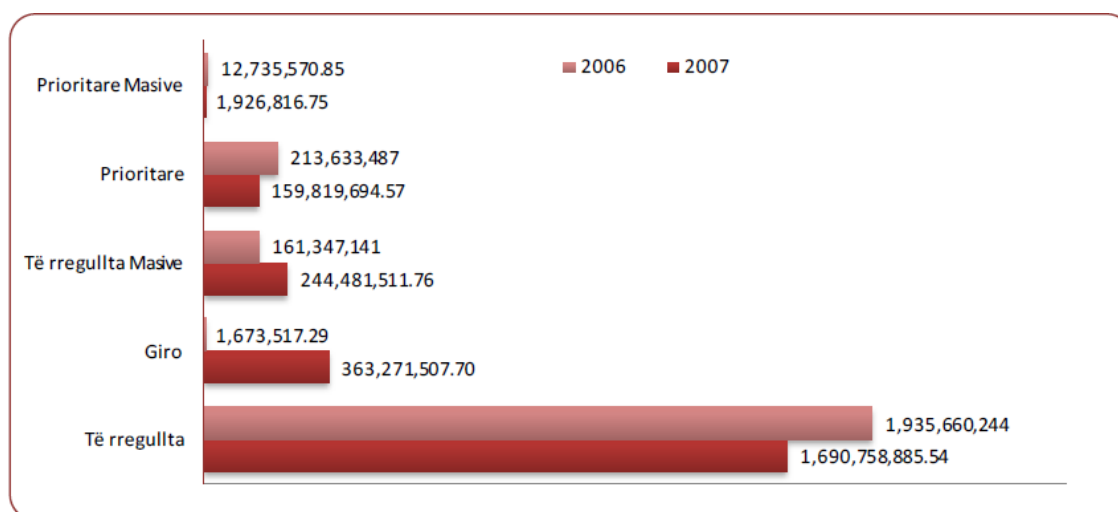 2006 2007
Prioritare Masive
12,735,570.85
1,926,816.75
Prioritare
213,633,487
159,819,694.57
Të rregullta Masive
161,347,141
244,481,511.76
Giro
1,673,517.29
363,271,507.70
Të rregullta
1,935,660,244
1,690,758,885.54